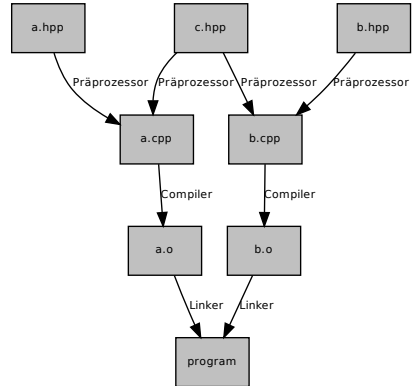 a.hpp
c.hpp
b.hpp
Präprozessor
Präprozessor
Präprozessor
Präprozessor
a.cpp
b.cpp
Compiler
Compiler
a.o
b.o
Linker
Linker
program